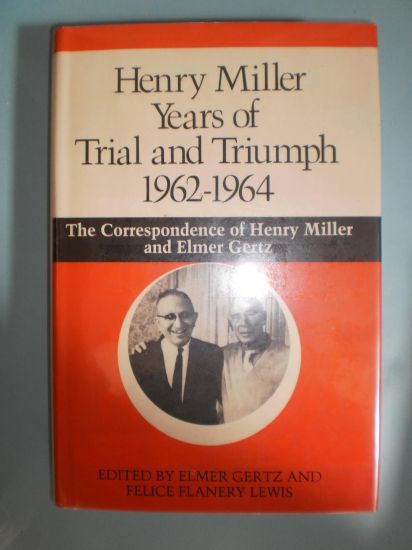 Henry Miller
Years of
Trial and Triumph
1962-1964
The Correspondence of Henry Miller
and Elmer Gertz
EDITED BY ELMER GERTZ AND
FELICE FLANERY LEWIS